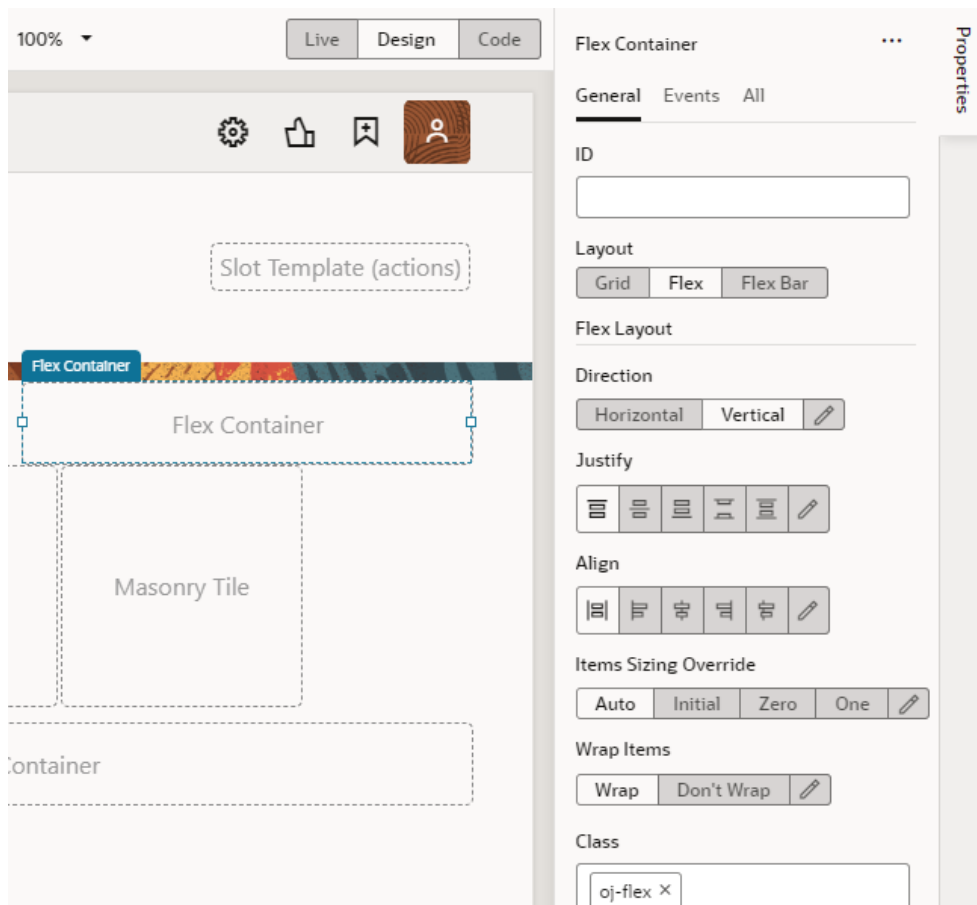 100%
Live Design Code
Slot Template (actions)
Flex Container
Flex Container
Masonry Tile
Container
Flex Container
General Events All
ID
Layout
Grid Flex Flex Bar
Flex Layout
Direction
Horizontal Vertical
Justify
Align
Items Sizing Override
Auto Initial Zero One
Wrap Items
Wrap Don't Wrap
Class
oj-flex ×
Properties